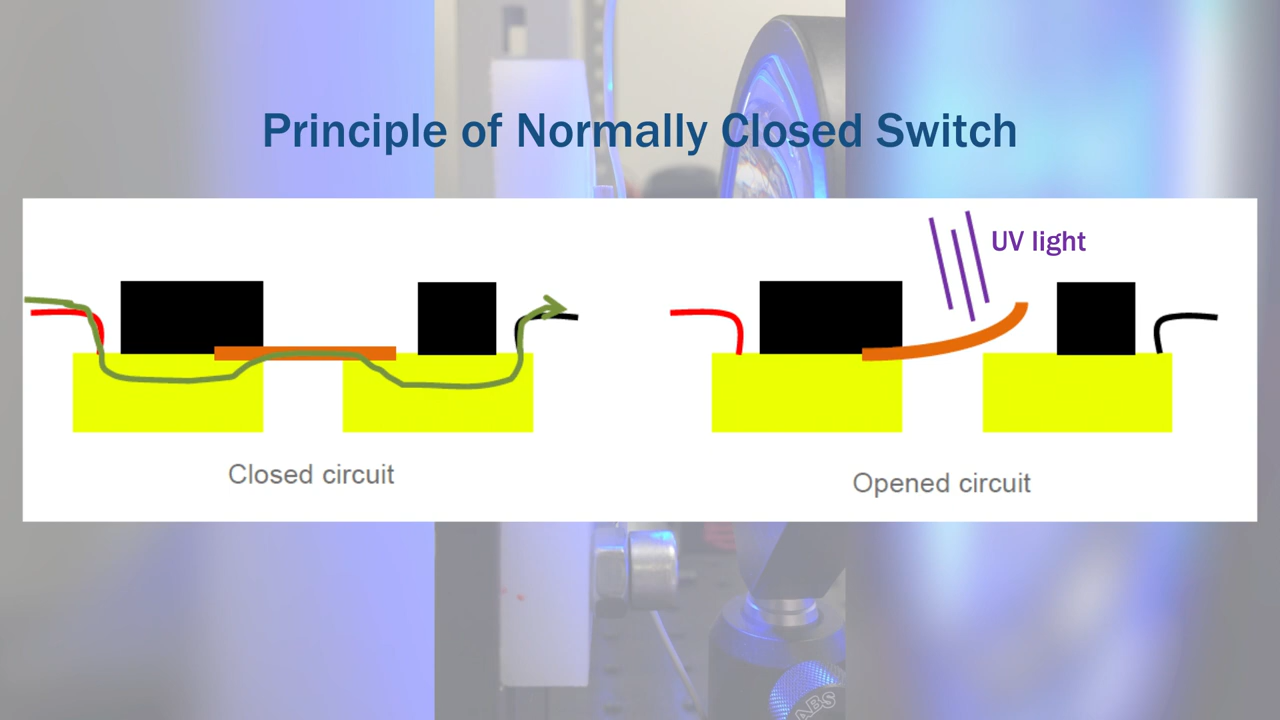 Principle of Normally Closed Switch
UV light
Closed circuit
Opened circuit